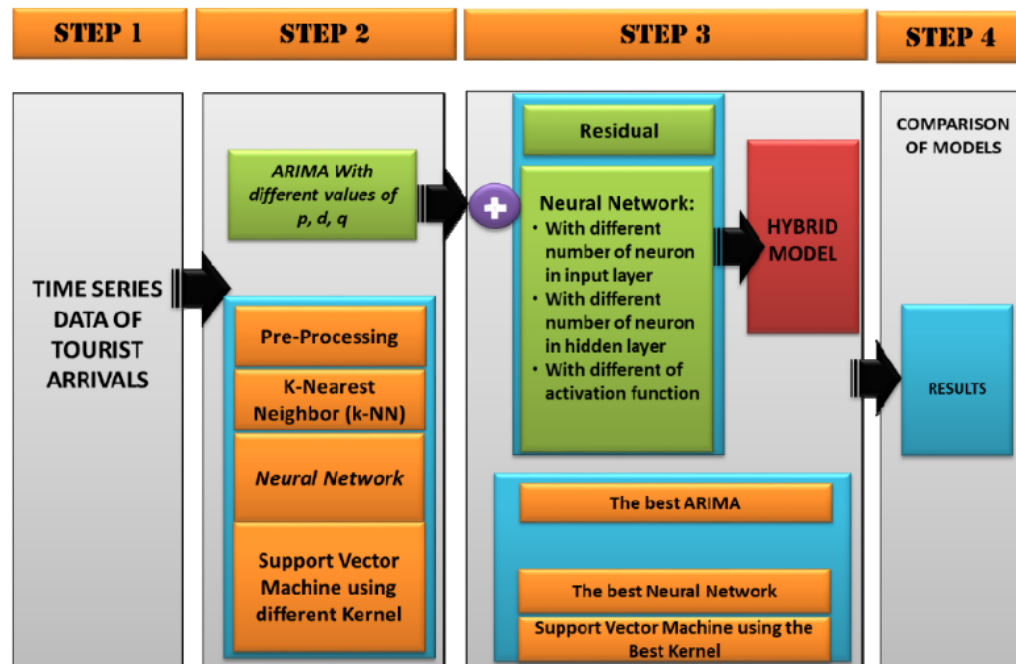 STEP 1
STEP 2
STEP 3
STEP 4
TIME SERIES
DATA OF
TOURIST
ARRIVALS
ARIMA With
different values of
p, d, q
Pre-Processing
K-Nearest
Neighbor (k-NN)
Neural Network
Support Vector
Machine using
different Kernel
Residual
Neural Network:
• With different
number of neuron
in input layer
• With different
number of neuron
in hidden layer
• With different of
activation function
HYBRID
MODEL
The best ARIMA
The best Neural Network
Support Vector Machine using the
Best Kernel
COMPARISON
OF MODELS
RESULTS